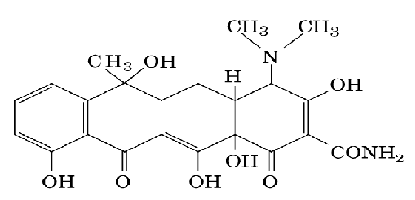 CH₃ CH₃
CH₃ OH N
H OH
OH CONH₂
OH O OH O